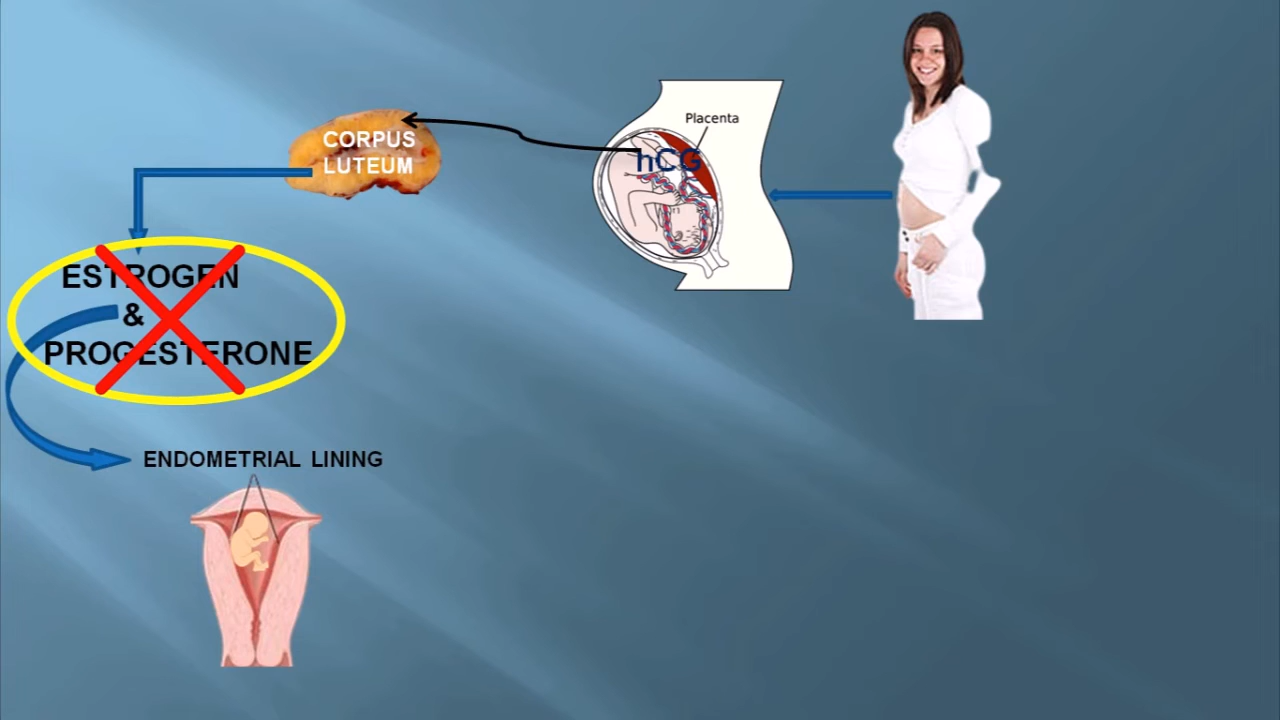 Placenta
CORPUS
LUTEUM
hCG
ESTROGEN
&
PROGESTERONE
ENDOMETRIAL LINING